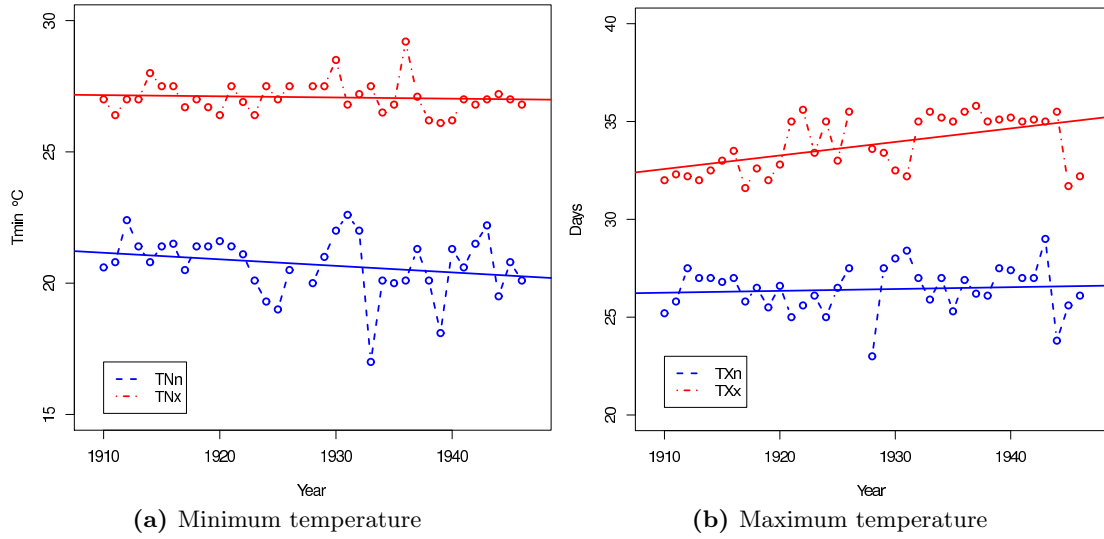 30
25
20
15
Tmin ºC
TNn
TNx
1910 1920 1930 1940
Year
(a) Minimum temperature
40
35
30
25
20
Days
TXn
TXx
1910 1920 1930 1940
Year
(b) Maximum temperature